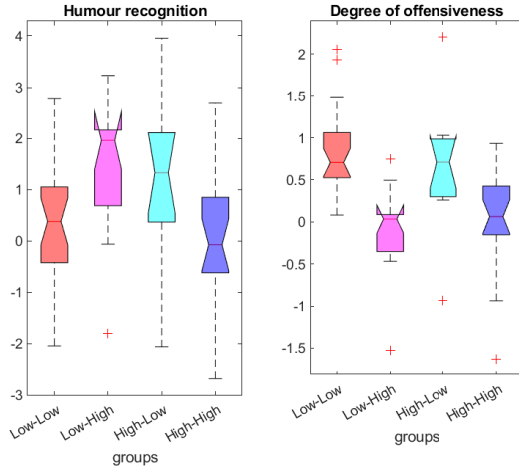 Humour recognition
4
3
2
1
0
-1
-2
-3
Low-Low
Low-High
High-Low
High-High
groups
Degree of offensiveness
2
1.5
1
0.5
0
-0.5
-1
-1.5
Low-Low
Low-High
High-Low
High-High
groups